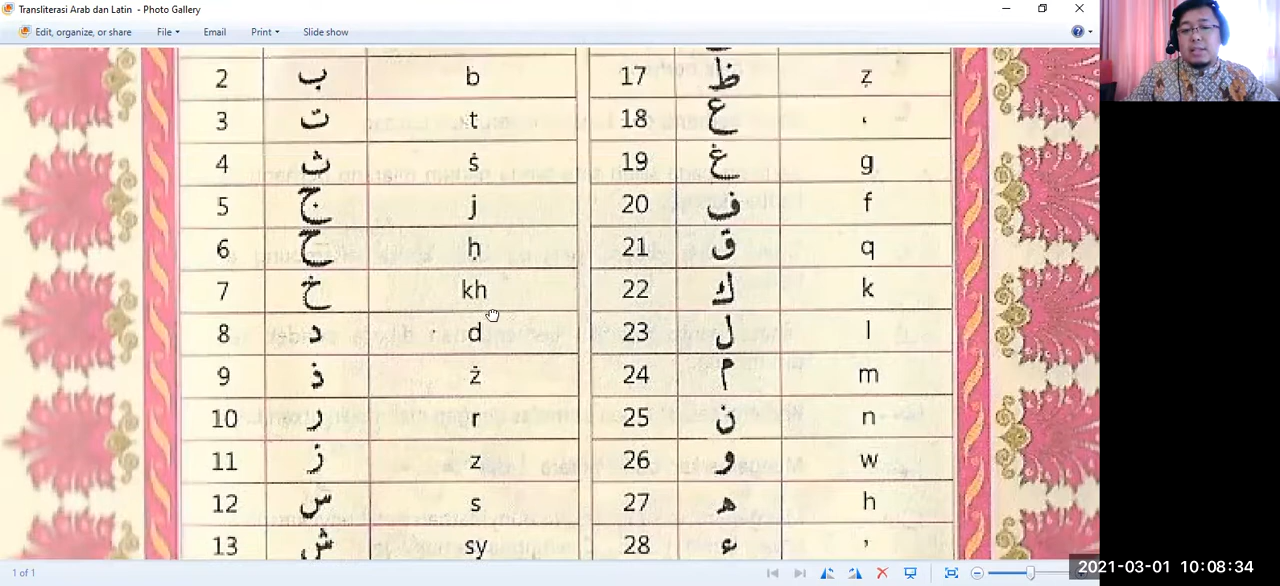 Transliterasi Arab dan Latin - Photo Gallery
Edit, organize, or share File Email Print Slide show
2 ب b 17 ظ ẓ
3 ت t 18 ع ‘
4 ث ṡ 19 غ g
5 ج j 20 ف f
6 ح ḥ 21 ق q
7 خ kh 22 ك k
8 د d 23 ل l
9 ذ ż 24 م m
10 ر r 25 ن n
11 ز z 26 و w
12 س s 27 ه h
13 ش sy 28 ء ’
1 of 1
2021-03-01 10:08:34